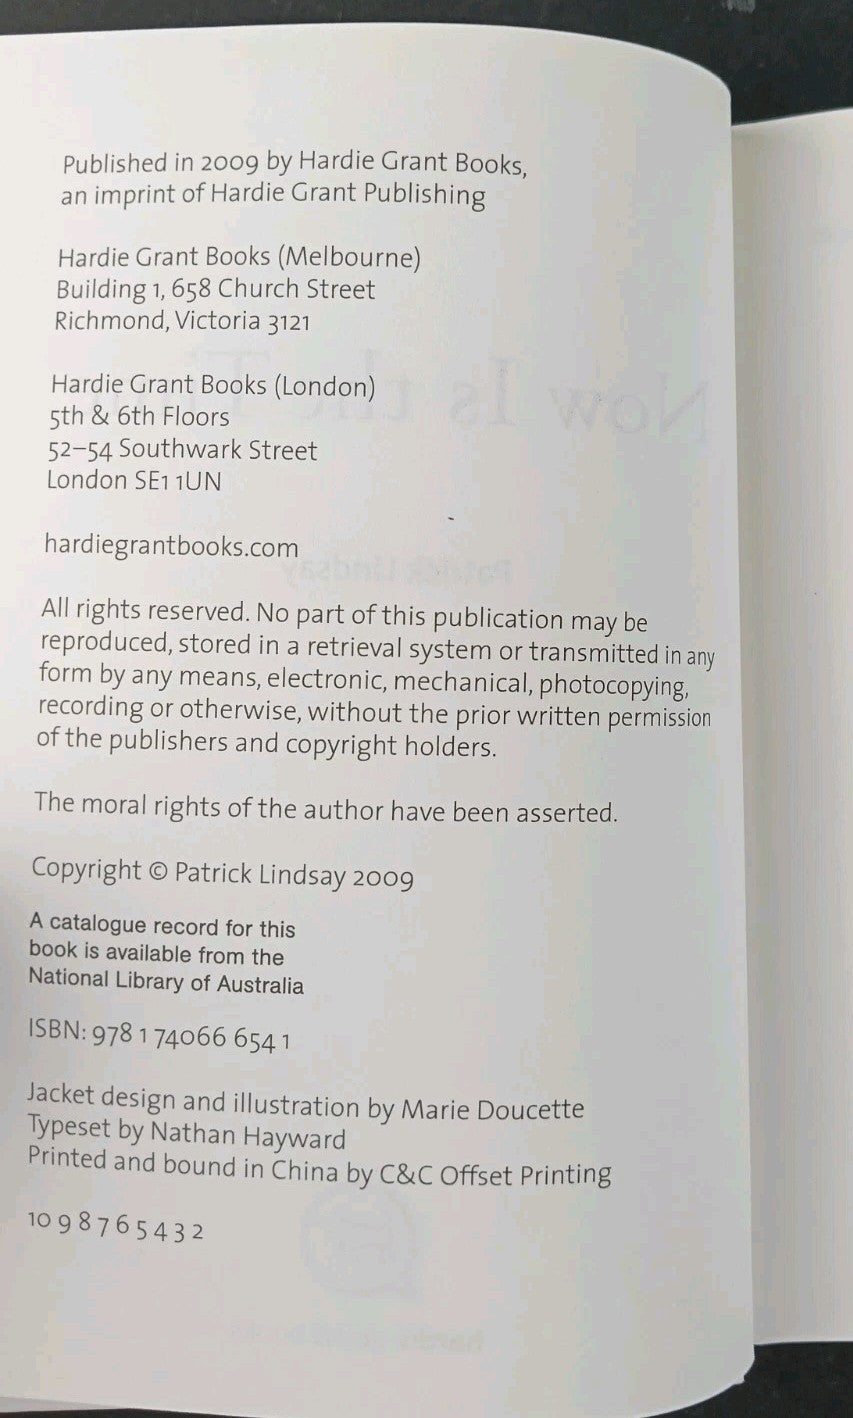 Published in 2009 by Hardie Grant Books,
an imprint of Hardie Grant Publishing
Hardie Grant Books (Melbourne)
Building 1, 658 Church Street
Richmond, Victoria 3121
Hardie Grant Books (London)
5th & 6th Floors
52–54 Southwark Street
London SE1 1UN
hardiegrantbooks.com
All rights reserved. No part of this publication may be
reproduced, stored in a retrieval system or transmitted in any
form by any means, electronic, mechanical, photocopying,
recording or otherwise, without the prior written permission
of the publishers and copyright holders.
The moral rights of the author have been asserted.
Copyright © Patrick Lindsay 2009
A catalogue record for this
book is available from the
National Library of Australia
ISBN: 978 1 74066 654 1
Jacket design and illustration by Marie Doucette
Typeset by Nathan Hayward
Printed and bound in China by C&C Offset Printing
10 9 8 7 6 5 4 3 2
Now Is the
Patrick Lindsay